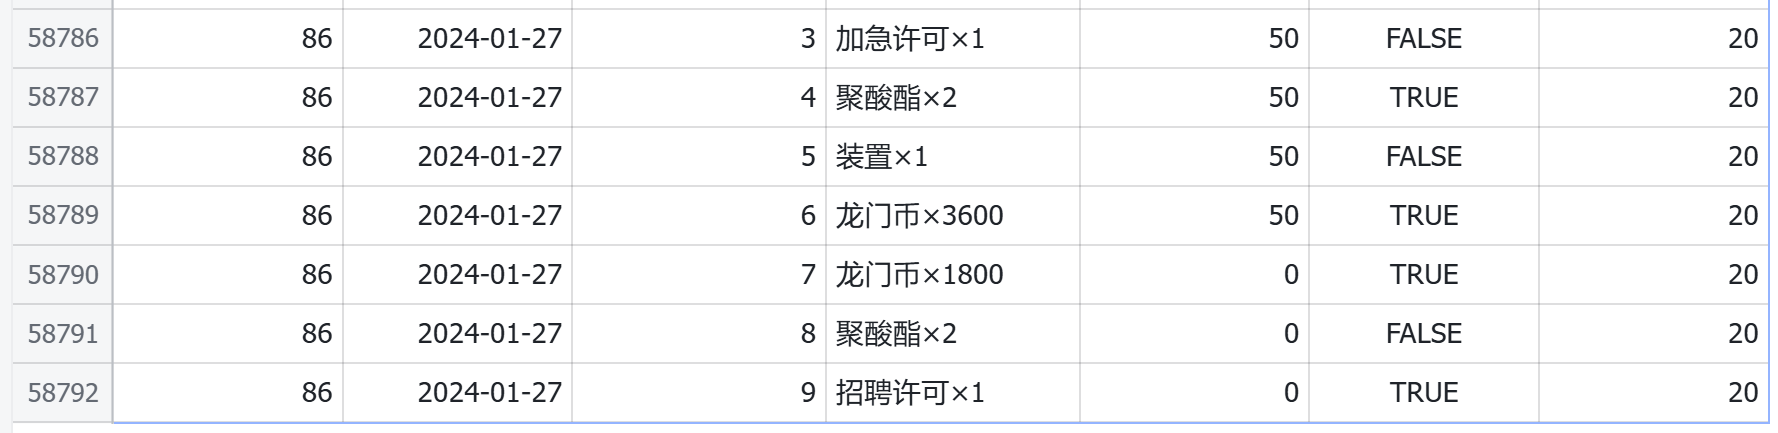 58786 86 2024-01-27 3 加急许可×1 50 FALSE 20
58787 86 2024-01-27 4 聚酸酯×2 50 TRUE 20
58788 86 2024-01-27 5 装置×1 50 FALSE 20
58789 86 2024-01-27 6 龙门币×3600 50 TRUE 20
58790 86 2024-01-27 7 龙门币×1800 0 TRUE 20
58791 86 2024-01-27 8 聚酸酯×2 0 FALSE 20
58792 86 2024-01-27 9 招聘许可×1 0 TRUE 20